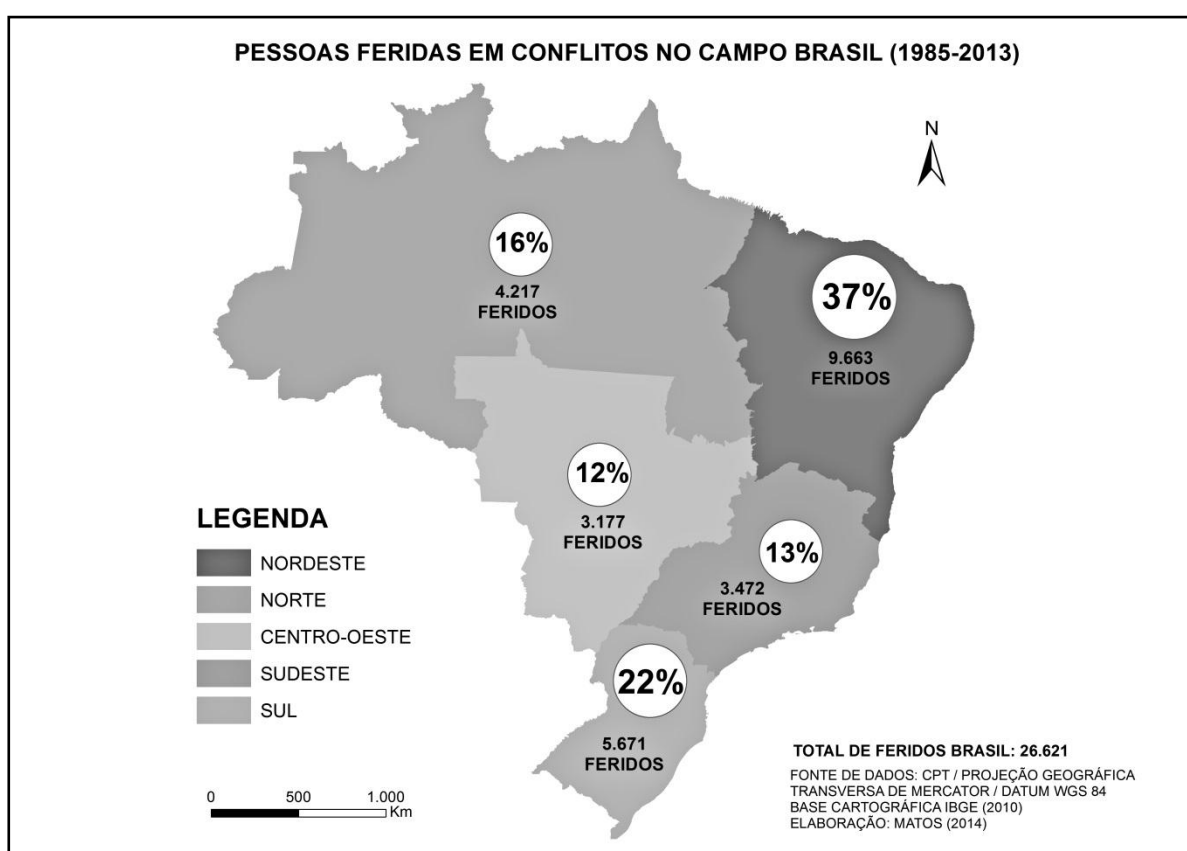 PESSOAS FERIDAS EM CONFLITOS NO CAMPO BRASIL (1985-2013)
N
16%
4.217
FERIDOS
37%
9.663
FERIDOS
12%
3.177
FERIDOS
13%
3.472
FERIDOS
22%
5.671
FERIDOS
LEGENDA
NORDESTE
NORTE
CENTRO-OESTE
SUDESTE
SUL
0 500 1.000
Km
TOTAL DE FERIDOS BRASIL: 26.621
FONTE DE DADOS: CPT / PROJEÇÃO GEOGRÁFICA
TRANSVERSA DE MERCATOR / DATUM WGS 84
BASE CARTOGRÁFICA IBGE (2010)
ELABORAÇÃO: MATOS (2014)